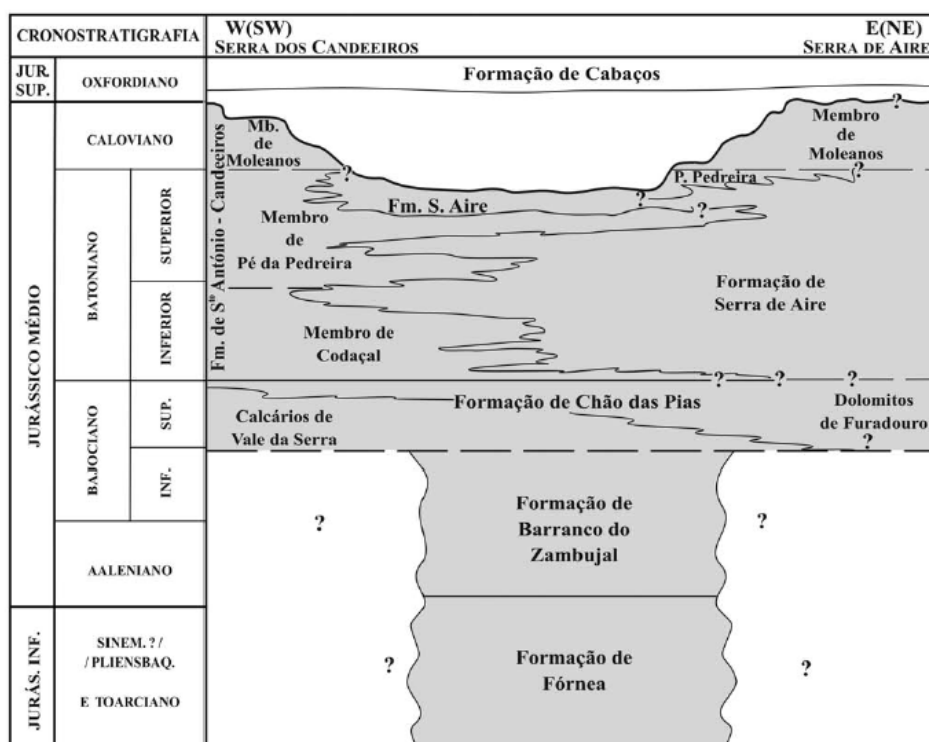 CRONOSTRATIGRAFIA
W(SW)
SERRA DOS CANDEEIROS
E(NE)
SERRA DE AIRE
JUR.
SUP.
OXFORDIANO
Formação de Cabaços
JURÁSSICO MÉDIO
CALOVIANO
Mb.
de
Moleanos
?
Membro
de
Moleanos
?
?
P. Pedreira
?
Fm. S. Aire
?
Fm. de Sto António - Candeeiros
BATONIANO
SUPERIOR
Membro
de
Pé da Pedreira
Formação de
Serra de Aire
INFERIOR
Membro de
Codaçal
?
?
?
BAJOCIANO
SUP.
Formação de Chão das Pias
Calcários de
Vale da Serra
Dolomitos
de Furadouro
?
INF.
Formação de
Barranco do
Zambujal
?
?
AALENIANO
JURÁS. INF.
SINEM. ? /
/ PLIENSBAQ.
E TOARCIANO
?
Formação de
Fórnea
?